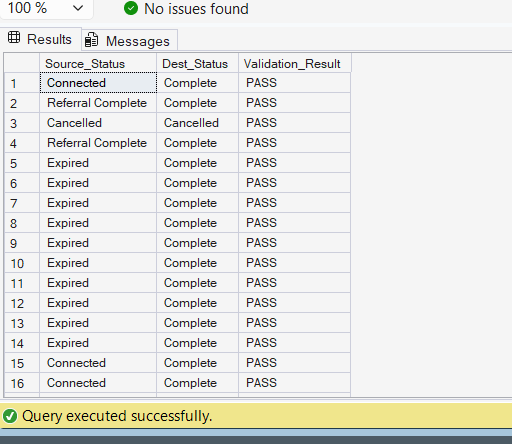 100 % No issues found
Results Messages
Source_Status Dest_Status Validation_Result
1 Connected Complete PASS
2 Referral Complete Complete PASS
3 Cancelled Cancelled PASS
4 Referral Complete Complete PASS
5 Expired Complete PASS
6 Expired Complete PASS
7 Expired Complete PASS
8 Expired Complete PASS
9 Expired Complete PASS
10 Expired Complete PASS
11 Expired Complete PASS
12 Expired Complete PASS
13 Expired Complete PASS
14 Expired Complete PASS
15 Connected Complete PASS
16 Connected Complete PASS
Query executed successfully.